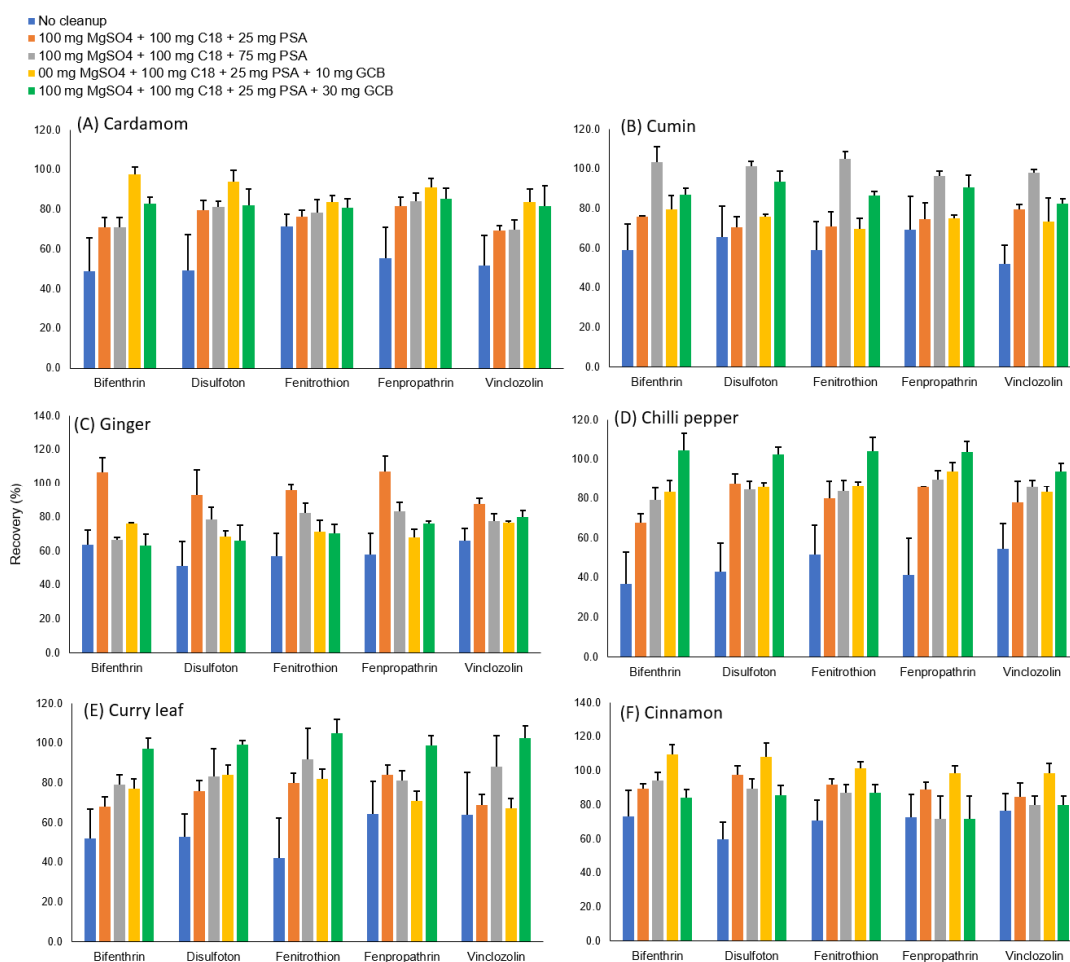 No cleanup
100 mg MgSO4 + 100 mg C18 + 25 mg PSA
100 mg MgSO4 + 100 mg C18 + 75 mg PSA
00 mg MgSO4 + 100 mg C18 + 25 mg PSA + 10 mg GCB
100 mg MgSO4 + 100 mg C18 + 25 mg PSA + 30 mg GCB
(A) Cardamom
120.0
100.0
80.0
60.0
40.0
20.0
0.0
Bifenthrin Disulfoton Fenitrothion Fenpropathrin Vinclozolin
(B) Cumin
120.0
100.0
80.0
60.0
40.0
20.0
0.0
Bifenthrin Disulfoton Fenitrothion Fenpropathrin Vinclozolin
Recovery (%)
(C) Ginger
140.0
120.0
100.0
80.0
60.0
40.0
20.0
0.0
Bifenthrin Disulfoton Fenitrothion Fenpropathrin Vinclozolin
(D) Chilli pepper
120.0
100.0
80.0
60.0
40.0
20.0
0.0
Bifenthrin Disulfoton Fenitrothion Fenpropathrin Vinclozolin
(E) Curry leaf
120.0
100.0
80.0
60.0
40.0
20.0
0.0
Bifenthrin Disulfoton Fenitrothion Fenpropathrin Vinclozolin
(F) Cinnamon
140.0
120.0
100.0
80.0
60.0
40.0
20.0
0.0
Bifenthrin Disulfoton Fenitrothion Fenpropathrin Vinclozolin